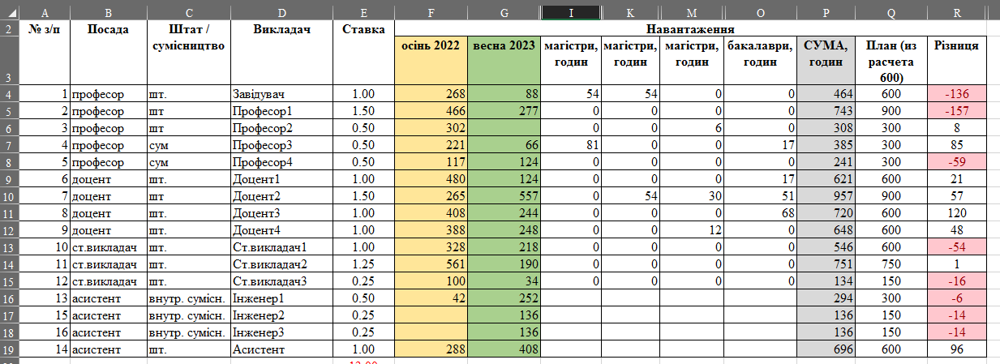 A B C D E F G I K M O P Q R
2 № з/п Посада Штат / Викладач Ставка Навантаження
сумісництво осінь 2022 весна 2023 магістри, магістри, магістри, бакалаври, СУМА, План (из Різниця
годин годин годин годин годин расчета
3 600)
4 1 професор шт. Завідувач 1.00 268 88 54 54 0 0 464 600 -136
5 2 професор шт Професор1 1.50 466 277 0 0 0 0 743 900 -157
6 3 професор шт Професор2 0.50 302 0 0 6 0 308 300 8
7 4 професор сум Професор3 0.50 221 66 81 0 0 17 385 300 85
8 5 професор сум Професор4 0.50 117 124 0 0 0 0 241 300 -59
9 6 доцент шт. Доцент1 1.00 480 124 0 0 0 17 621 600 21
10 7 доцент шт Доцент2 1.50 265 557 0 54 30 51 957 900 57
11 8 доцент шт. Доцент3 1.00 408 244 0 0 0 68 720 600 120
12 9 доцент шт. Доцент4 1.00 388 248 0 0 12 0 648 600 48
13 10 ст.викладач шт. Ст.викладач1 1.00 328 218 0 0 0 0 546 600 -54
14 11 ст.викладач шт. Ст.викладач2 1.25 561 190 0 0 0 0 751 750 1
15 12 ст.викладач шт. Ст.викладач3 0.25 100 34 0 0 0 0 134 150 -16
16 13 асистент внутр. сумісн. Інженер1 0.50 42 252 294 300 -6
17 15 асистент внутр. сумісн. Інженер2 0.25 136 136 150 -14
18 16 асистент внутр. сумісн. Інженер3 0.25 136 136 150 -14
19 14 асистент шт. Асистент 1.00 288 408 696 600 96